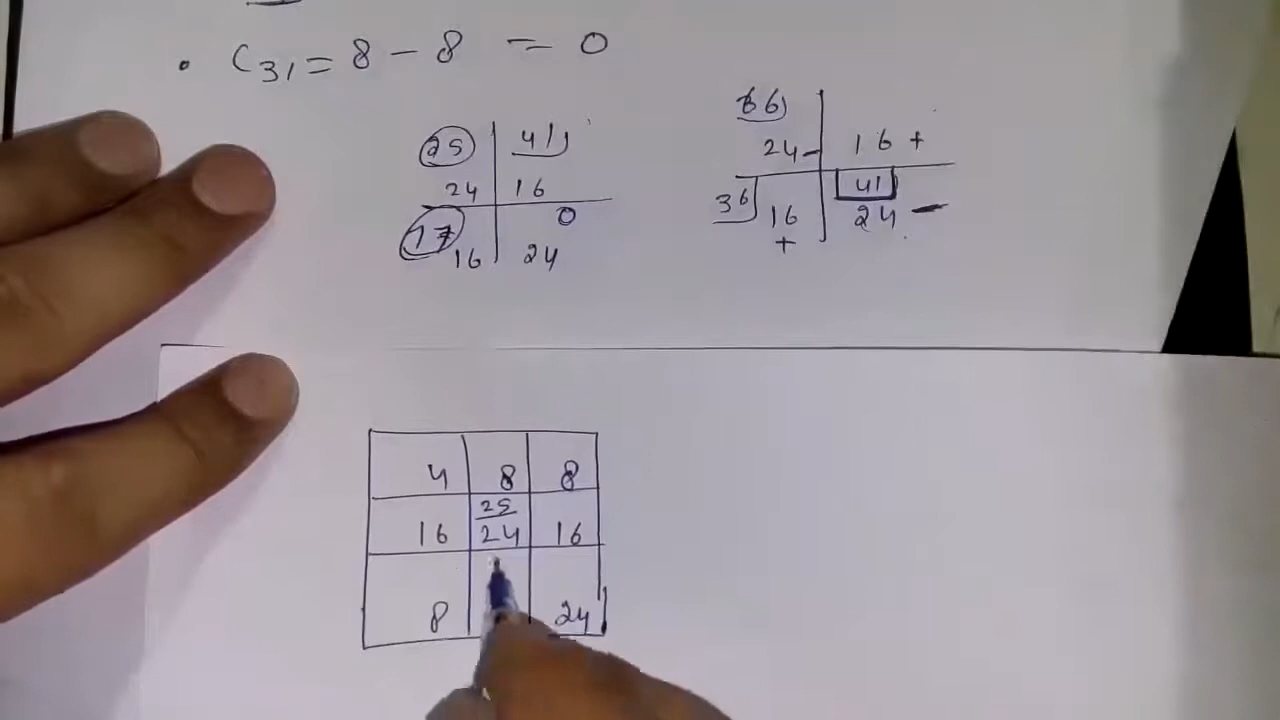 • C31 = 8 - 8 = 0
25 41
24 16
17 0
16 24
66
24 - 16 +
36 41
16 24 -
+
4 8 8
25
16 24 16
8 24